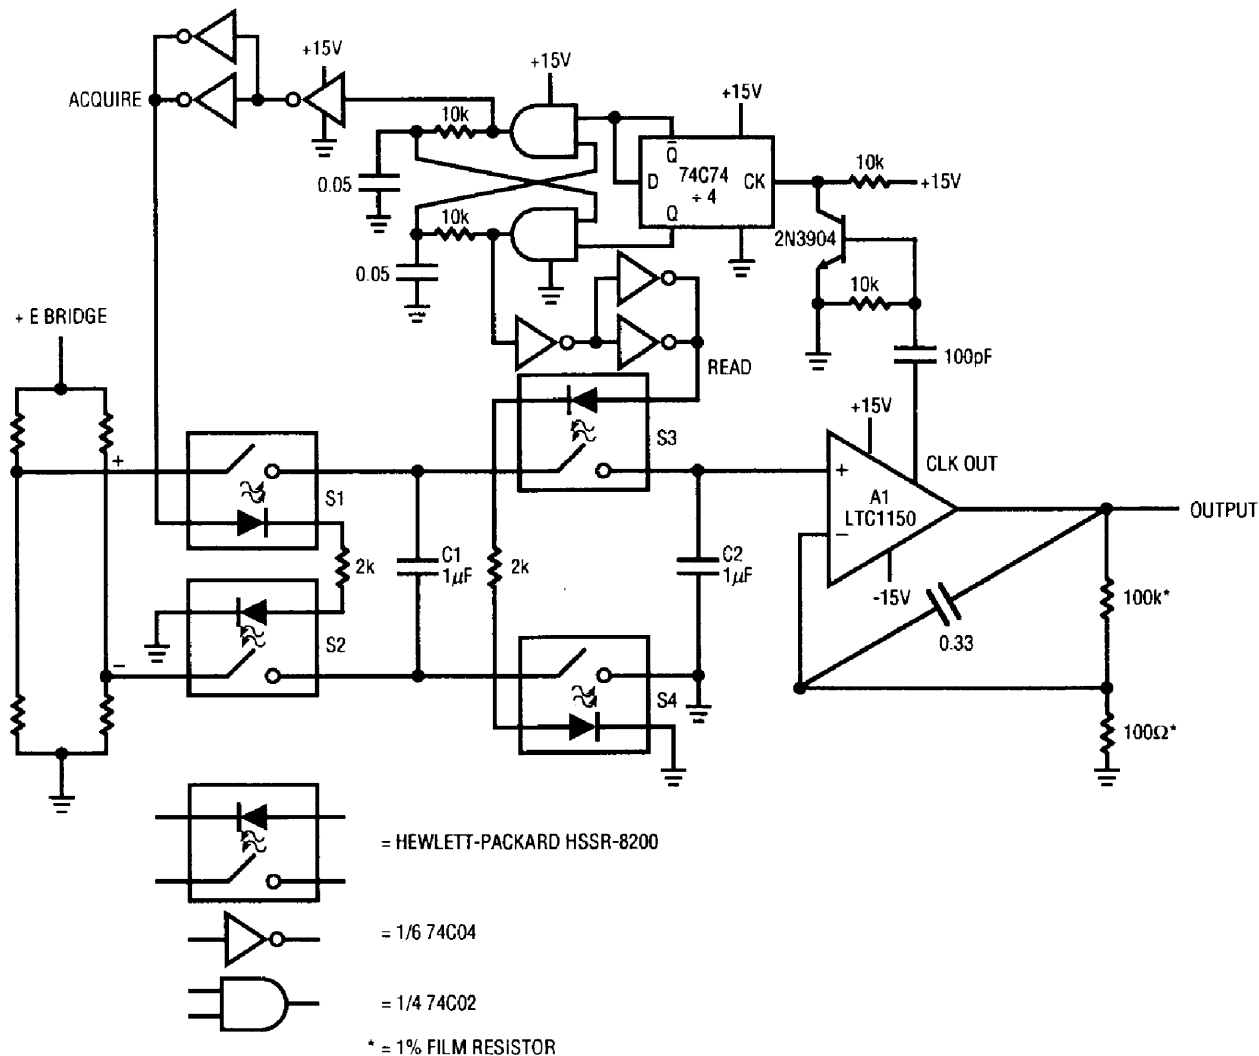 +15V
ACQUIRE
+15V
10k
0.05
10k
0.05
+15V
Q
D
74C74
÷ 4
CK
Q
10k
+15V
2N3904
10k
100pF
READ
+ E BRIDGE
+
S1
2k
−
S2
C1
1μF
2k
S3
S4
C2
1μF
+15V
CLK OUT
+
A1
LTC1150
−
-15V
OUTPUT
0.33
100k*
100Ω*
= HEWLETT-PACKARD HSSR-8200
= 1/6 74C04
= 1/4 74C02
* = 1% FILM RESISTOR